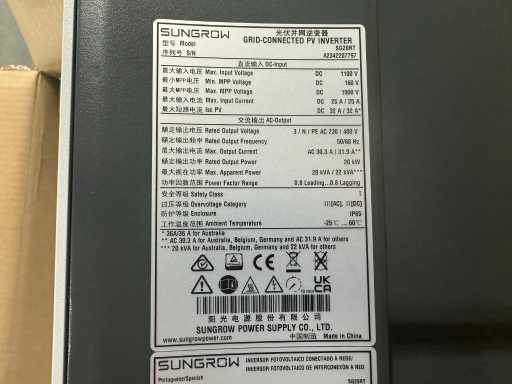 SUNGROW 光伏并网逆变器
GRID-CONNECTED PV INVERTER
型号 Model SG20RT
序列号 S/N A2342207797
直流输入 DC-Input
最大输入电压 Max. Input Voltage DC 1100 V
最小MPP电压 Min. MPP Voltage DC 160 V
最大MPP电压 Max. MPP Voltage DC 1000 V
最大输入电流 Max. Input Current DC 25 A / 25 A
最大短路电流 Isc PV DC 32 A / 32 A*
交流输出 AC-Output
额定输出电压 Rated Output Voltage 3 / N / PE AC 230 / 400 V
额定输出频率 Rated Output Frequency 50/60 Hz
最大输出电流 Max. Output Current AC 30.3 A / 31.9 A**
额定输出功率 Rated Output Power 20 kW
最大视在功率 Max. Apparent Power 20 kVA / 22 kVA***
功率因数范围 Power Factor Range 0.8 Leading...0.8 Lagging
安全等级 Safety Class I
过压等级 Overvoltage Category III[AC], II[DC]
防护等级 Enclosure IP65
工作温度范围 Ambient Temperature -25℃ ... 60℃
* 36A/36 A for Australia
** AC 30.3 A for Australia, Belgium, Germany and AC 31.9 A for others
*** 20 kVA for Australia, Belgium, Germany and 22 kVA for others
CE
UK
CA
阳光电源股份有限公司
SUNGROW POWER SUPPLY CO., LTD.
www.sungrowpower.com 中国制造 Made in China
SUNGROW INVERSOR FOTOVOLTAICO CONECTADO À REDE/
INVERSOR FOTOVOLTAICO DE INTERCONEXIÓN A RED
Portuguese/Spanish SG20RT